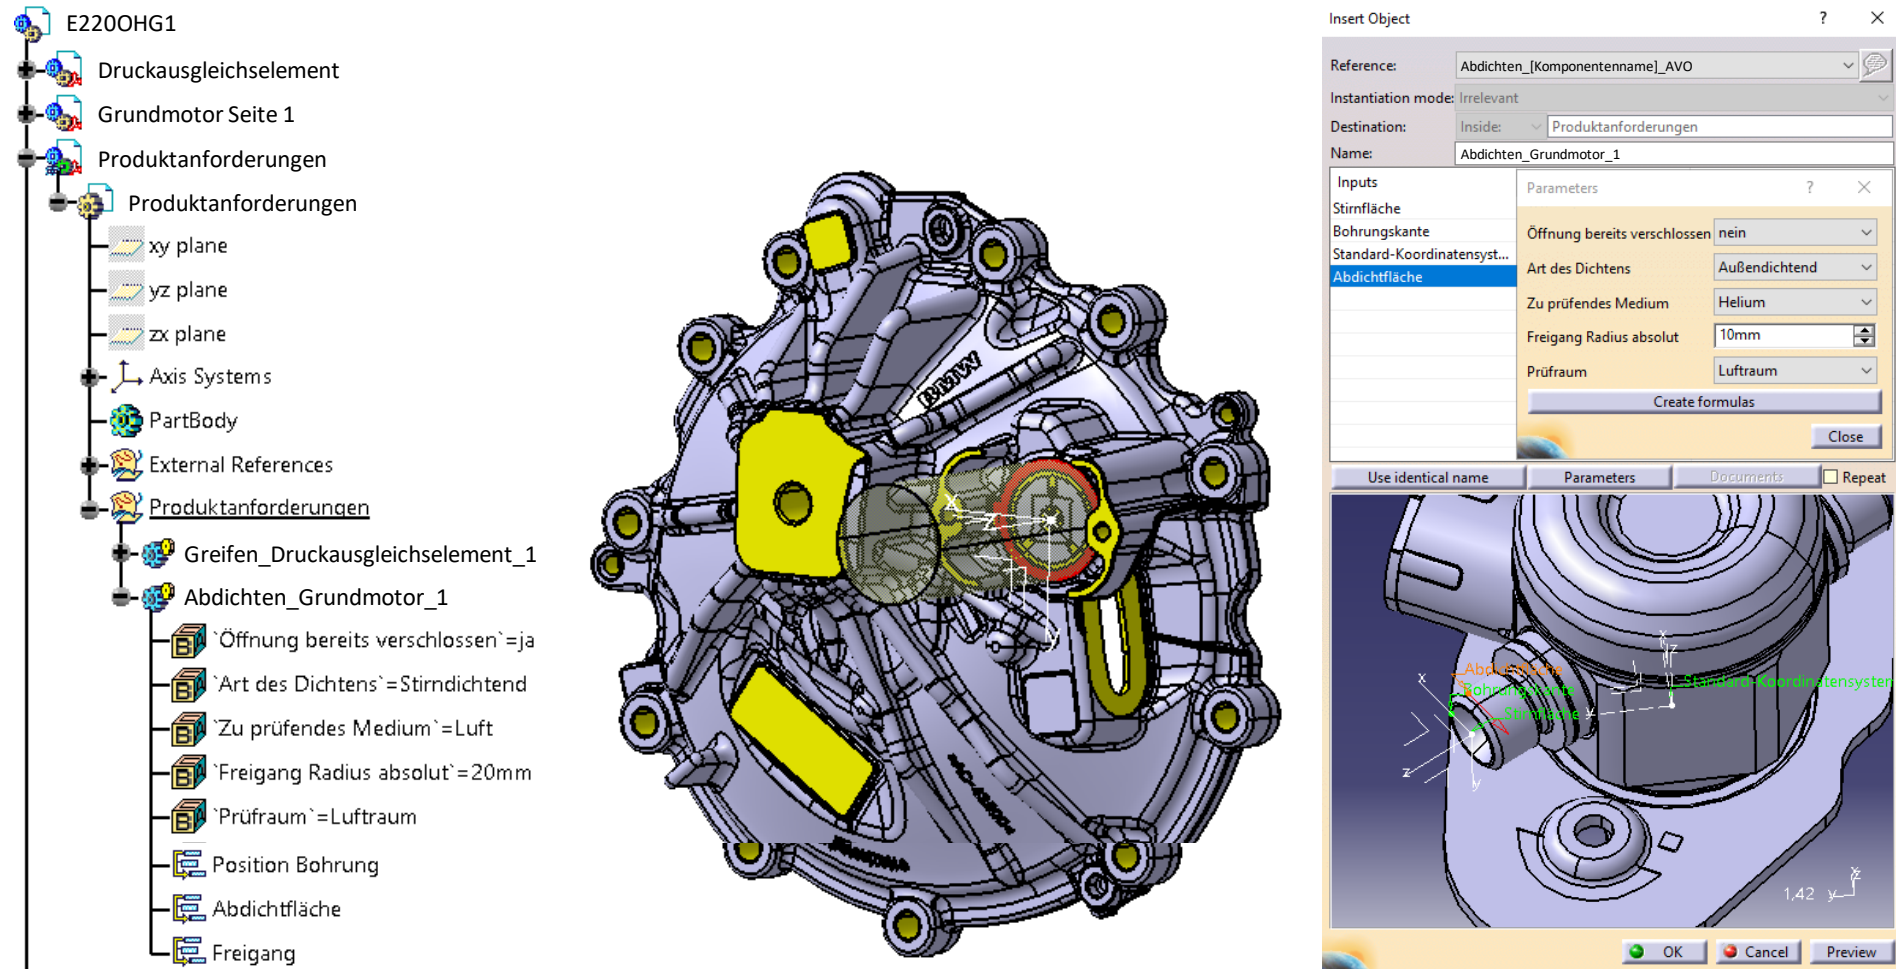 E220OHG1
Druckausgleichselement
Grundmotor Seite 1
Produktanforderungen
Produktanforderungen
xy plane
yz plane
zx plane
Axis Systems
PartBody
External References
Produktanforderungen
Greifen_Druckausgleichselement_1
Abdichten_Grundmotor_1
`Öffnung bereits verschlossen`=ja
`Art des Dichtens`=Stirndichtend
`Zu prüfendes Medium`=Luft
`Freigang Radius absolut`=20mm
`Prüfraum`=Luftraum
Position Bohrung
Abdichtfläche
Freigang
BMW
X
Z
y
Insert Object
?
Reference:
Abdichten_[Komponentenname]_AVO
Instantiation mode: Irrelevant
Destination:
Inside:
Produktanforderungen
Name:
Abdichten_Grundmotor_1
Inputs
Stirnfläche
Bohrungskante
Standard-Koordinatensyst...
Abdichtfläche
Parameters
?
Öffnung bereits verschlossen nein
Art des Dichtens Außendichtend
Zu prüfendes Medium Helium
Freigang Radius absolut 10mm
Prüfraum Luftraum
Create formulas
Close
Use identical name
Parameters
Documents
Repeat
Abdichtfläche
Bohrungskante
Stirnfläche
Standard-Koordinatensystem
x
z
y
x
z
y
1,42
y
z
OK
Cancel
Preview